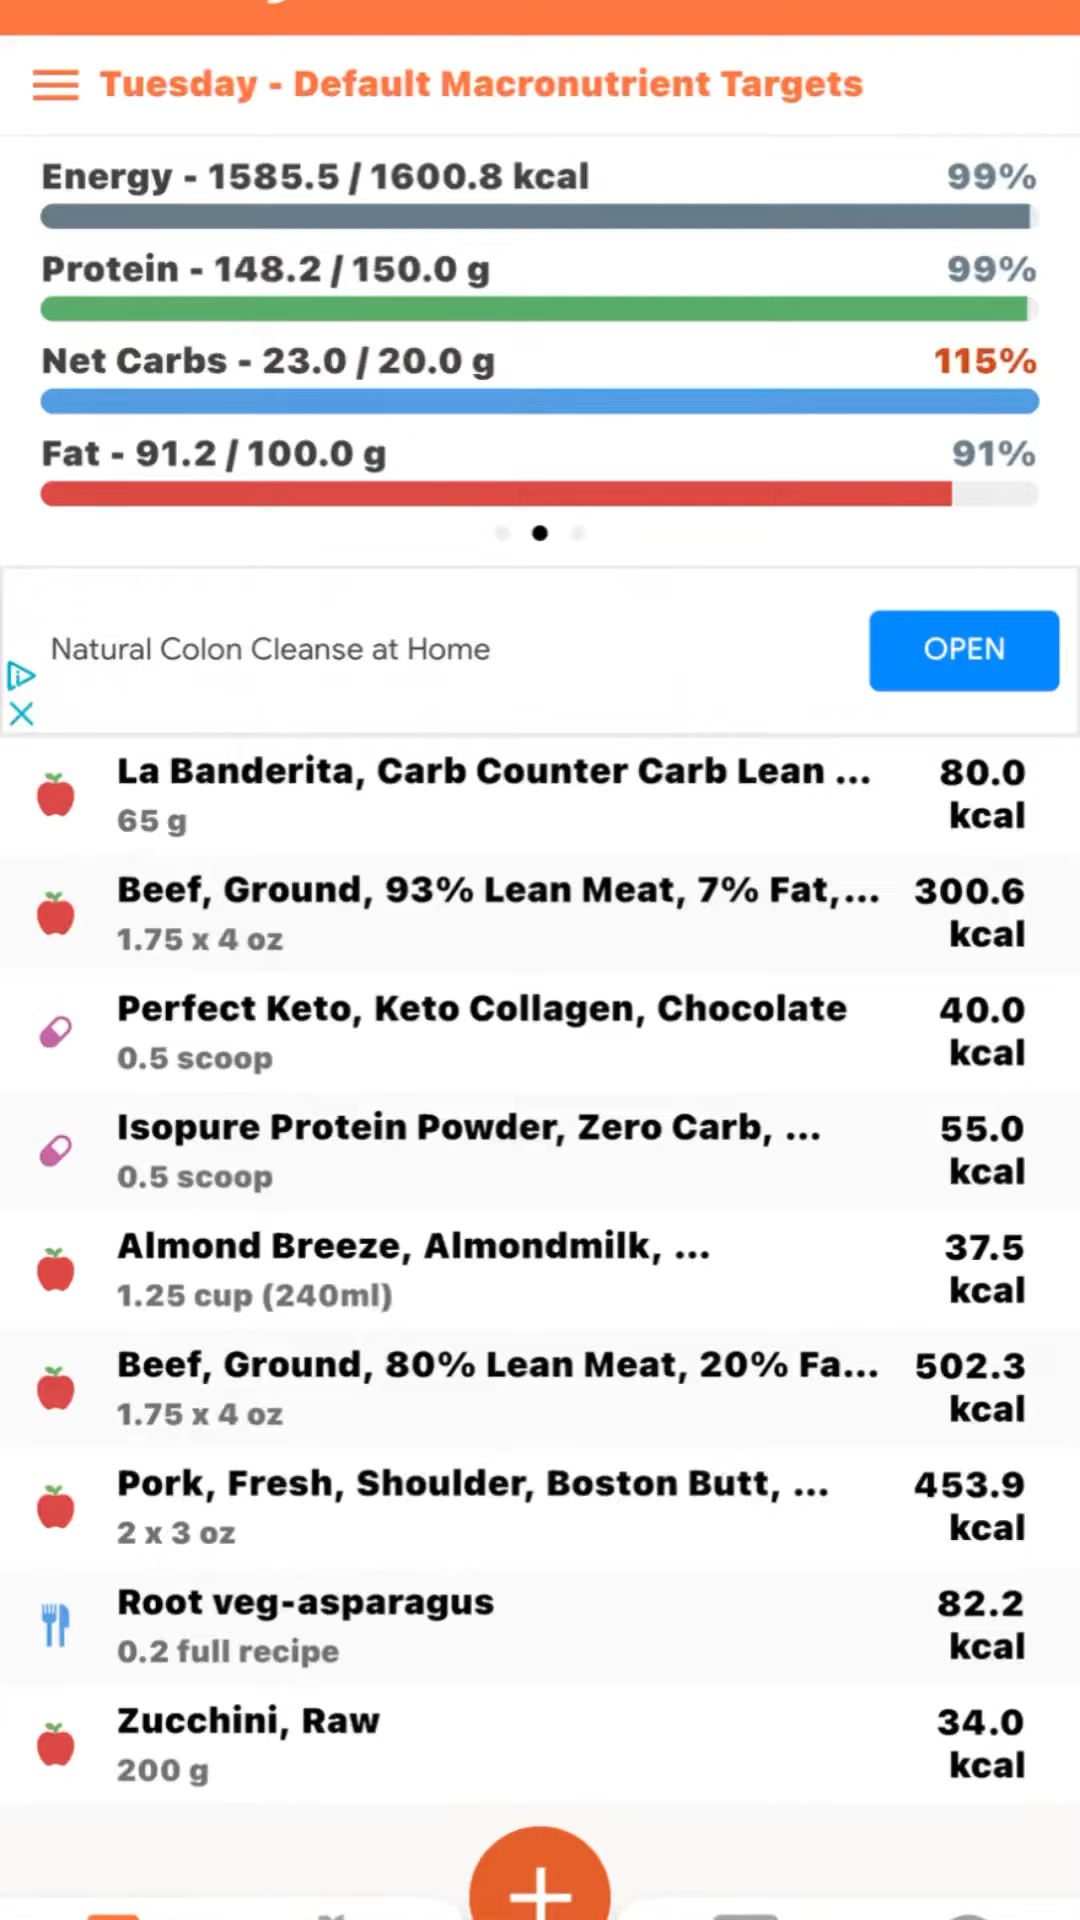 Tuesday - Default Macronutrient Targets
Energy - 1585.5 / 1600.8 kcal 99%
Protein - 148.2 / 150.0 g 99%
Net Carbs - 23.0 / 20.0 g 115%
Fat - 91.2 / 100.0 g 91%
Natural Colon Cleanse at Home OPEN
La Banderita, Carb Counter Carb Lean ... 80.0
65 g kcal
Beef, Ground, 93% Lean Meat, 7% Fat,... 300.6
1.75 x 4 oz kcal
Perfect Keto, Keto Collagen, Chocolate 40.0
0.5 scoop kcal
Isopure Protein Powder, Zero Carb, ... 55.0
0.5 scoop kcal
Almond Breeze, Almondmilk, ... 37.5
1.25 cup (240ml) kcal
Beef, Ground, 80% Lean Meat, 20% Fa... 502.3
1.75 x 4 oz kcal
Pork, Fresh, Shoulder, Boston Butt, ... 453.9
2 x 3 oz kcal
Root veg-asparagus 82.2
0.2 full recipe kcal
Zucchini, Raw 34.0
200 g kcal